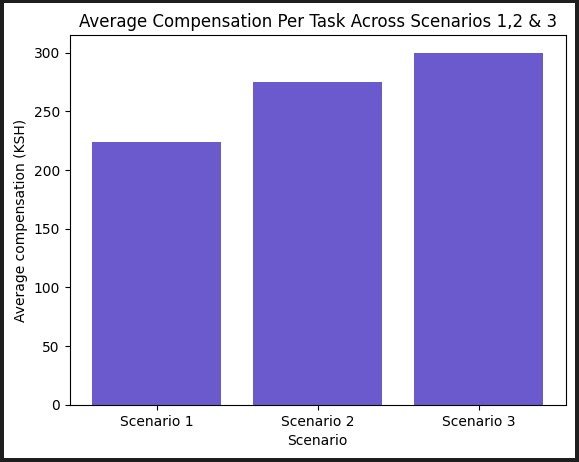 Average Compensation Per Task Across Scenarios 1,2 & 3
Average compensation (KSH)
300
250
200
150
100
50
0
Scenario 1
Scenario 2
Scenario 3
Scenario